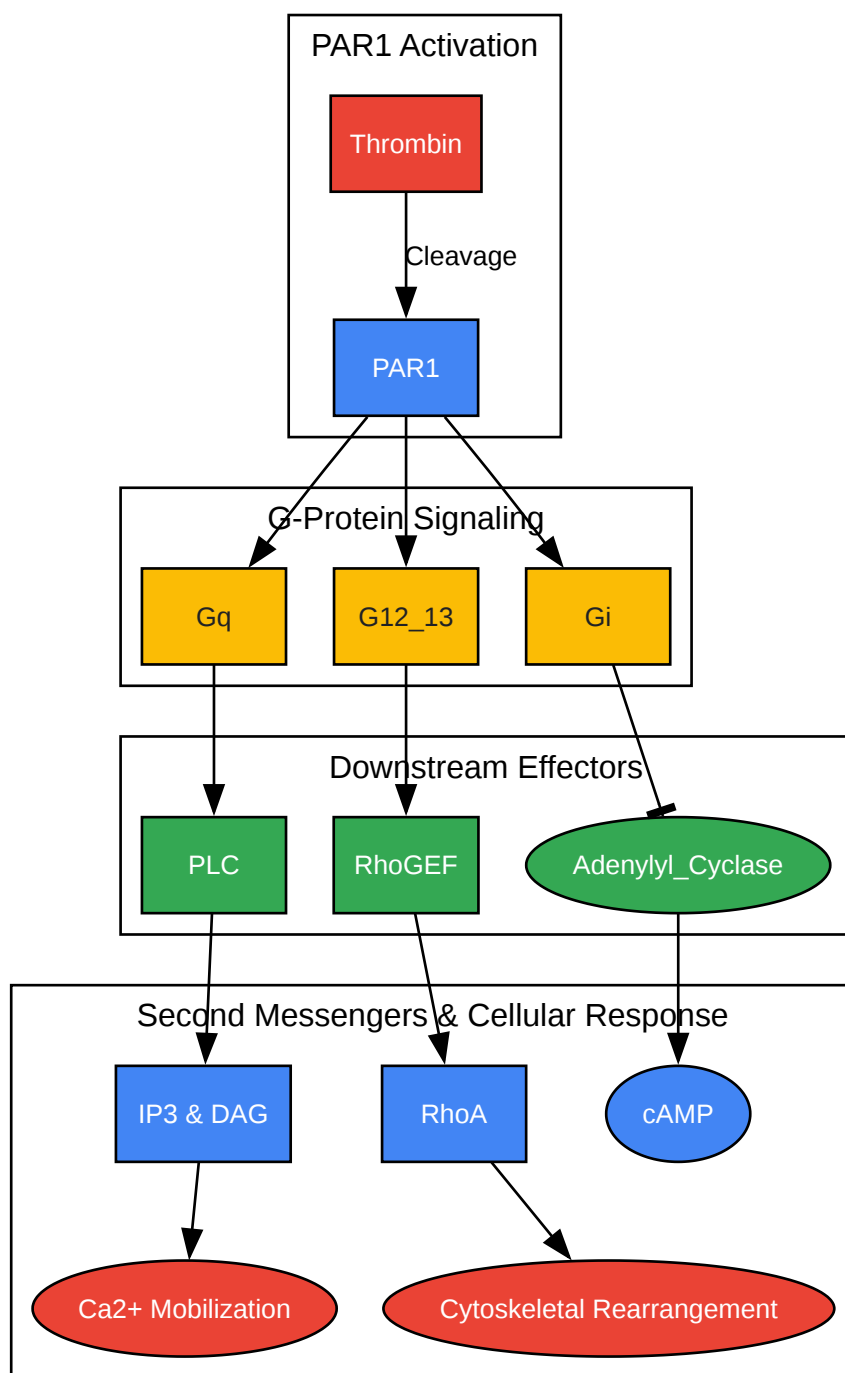 PAR1 Activation
Thrombin
Cleavage
PAR1
G-Protein Signaling
Gq
G12_13
Gi
Downstream Effectors
PLC
RhoGEF
Adenylyl_Cyclase
Second Messengers & Cellular Response
IP3 & DAG
RhoA
cAMP
Ca2+ Mobilization
Cytoskeletal Rearrangement